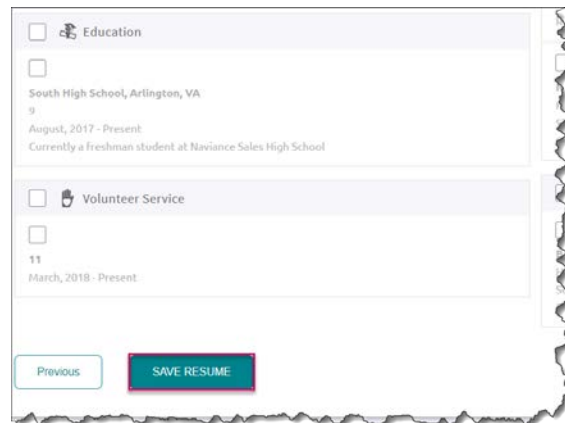 Education
South High School, Arlington, VA
9
August, 2017 - Present
Currently a freshman student at Naviance Sales High School
Volunteer Service
11
March, 2018 - Present
Previous
SAVE RESUME